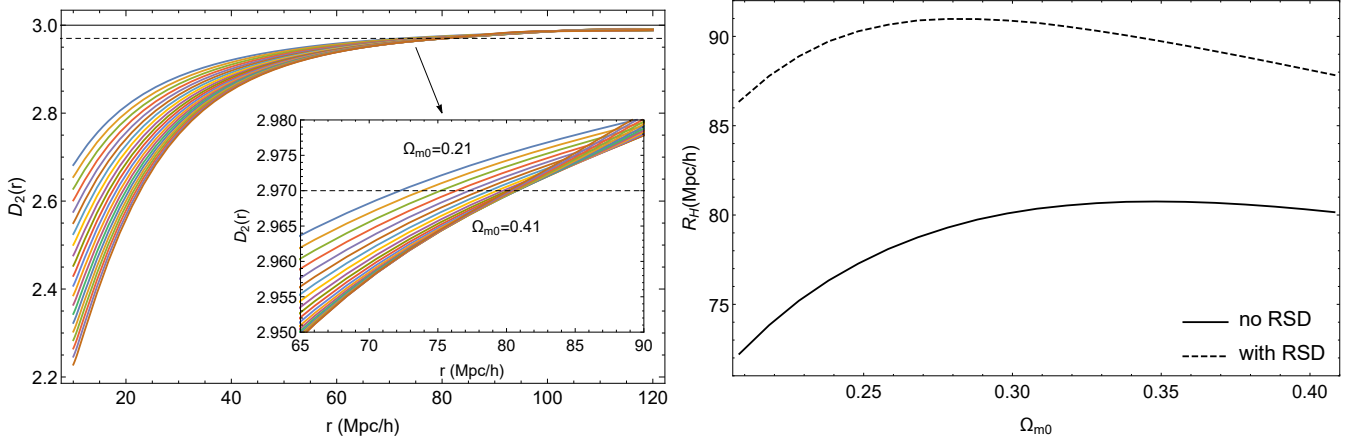 3.0
2.8
2.6
2.4
2.2
D₂(r)
20 40 60 80 100 120
r (Mpc/h)
2.980
2.975
2.970
2.965
2.960
2.955
2.950
D₂(r)
Ωm0=0.21
Ωm0=0.41
65 70 75 80 85 90
r (Mpc/h)
90
85
80
75
R_H(Mpc/h)
no RSD
with RSD
0.25 0.30 0.35 0.40
Ωm0